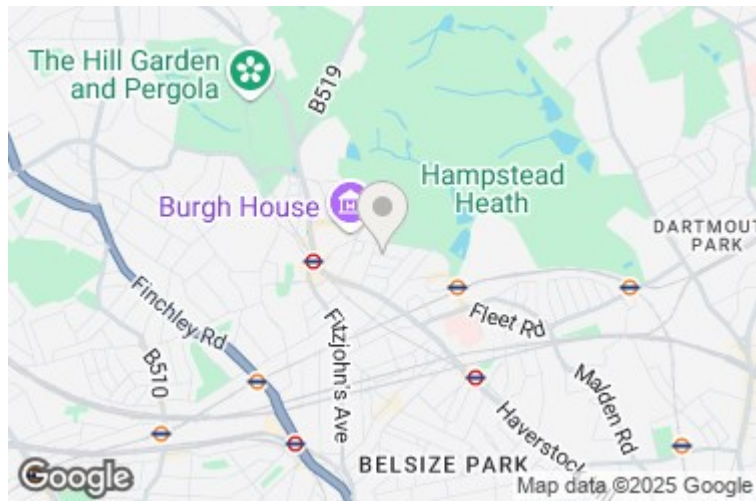 The Hill Garden
and Pergola
B519
Burgh House
Hampstead
Heath
DARTMOUT
PARK
Finchley Rd
Fitzjohn's Ave
Fleet Rd
B510
Malden Rd
Haverstock
BELSIZE PARK
Google
Map data ©2025 Google